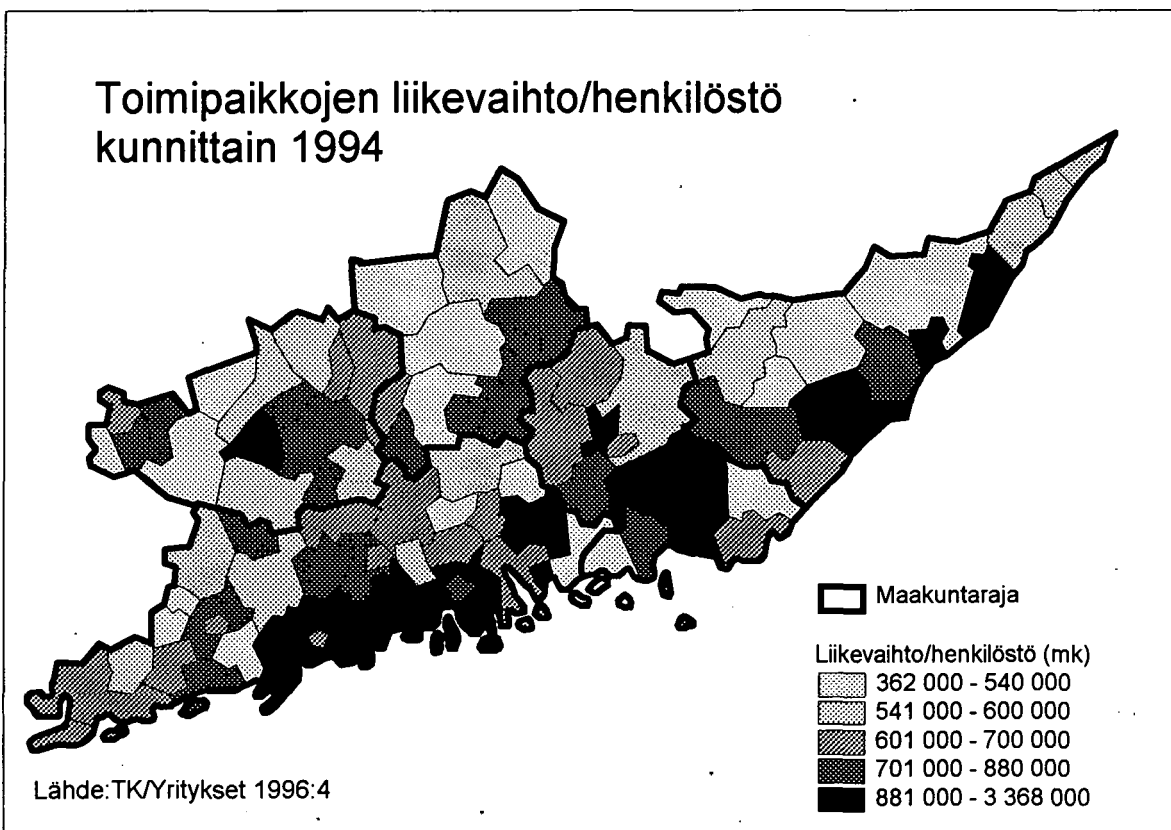 Toimipaikkojen liikevaihto/henkilöstö
kunnittain 1994
Maakuntaraja
Liikevaihto/henkilöstö (mk)
362 000 - 540 000
541 000 - 600 000
601 000 - 700 000
701 000 - 880 000
881 000 - 3 368 000
Lähde:TK/Yritykset 1996:4